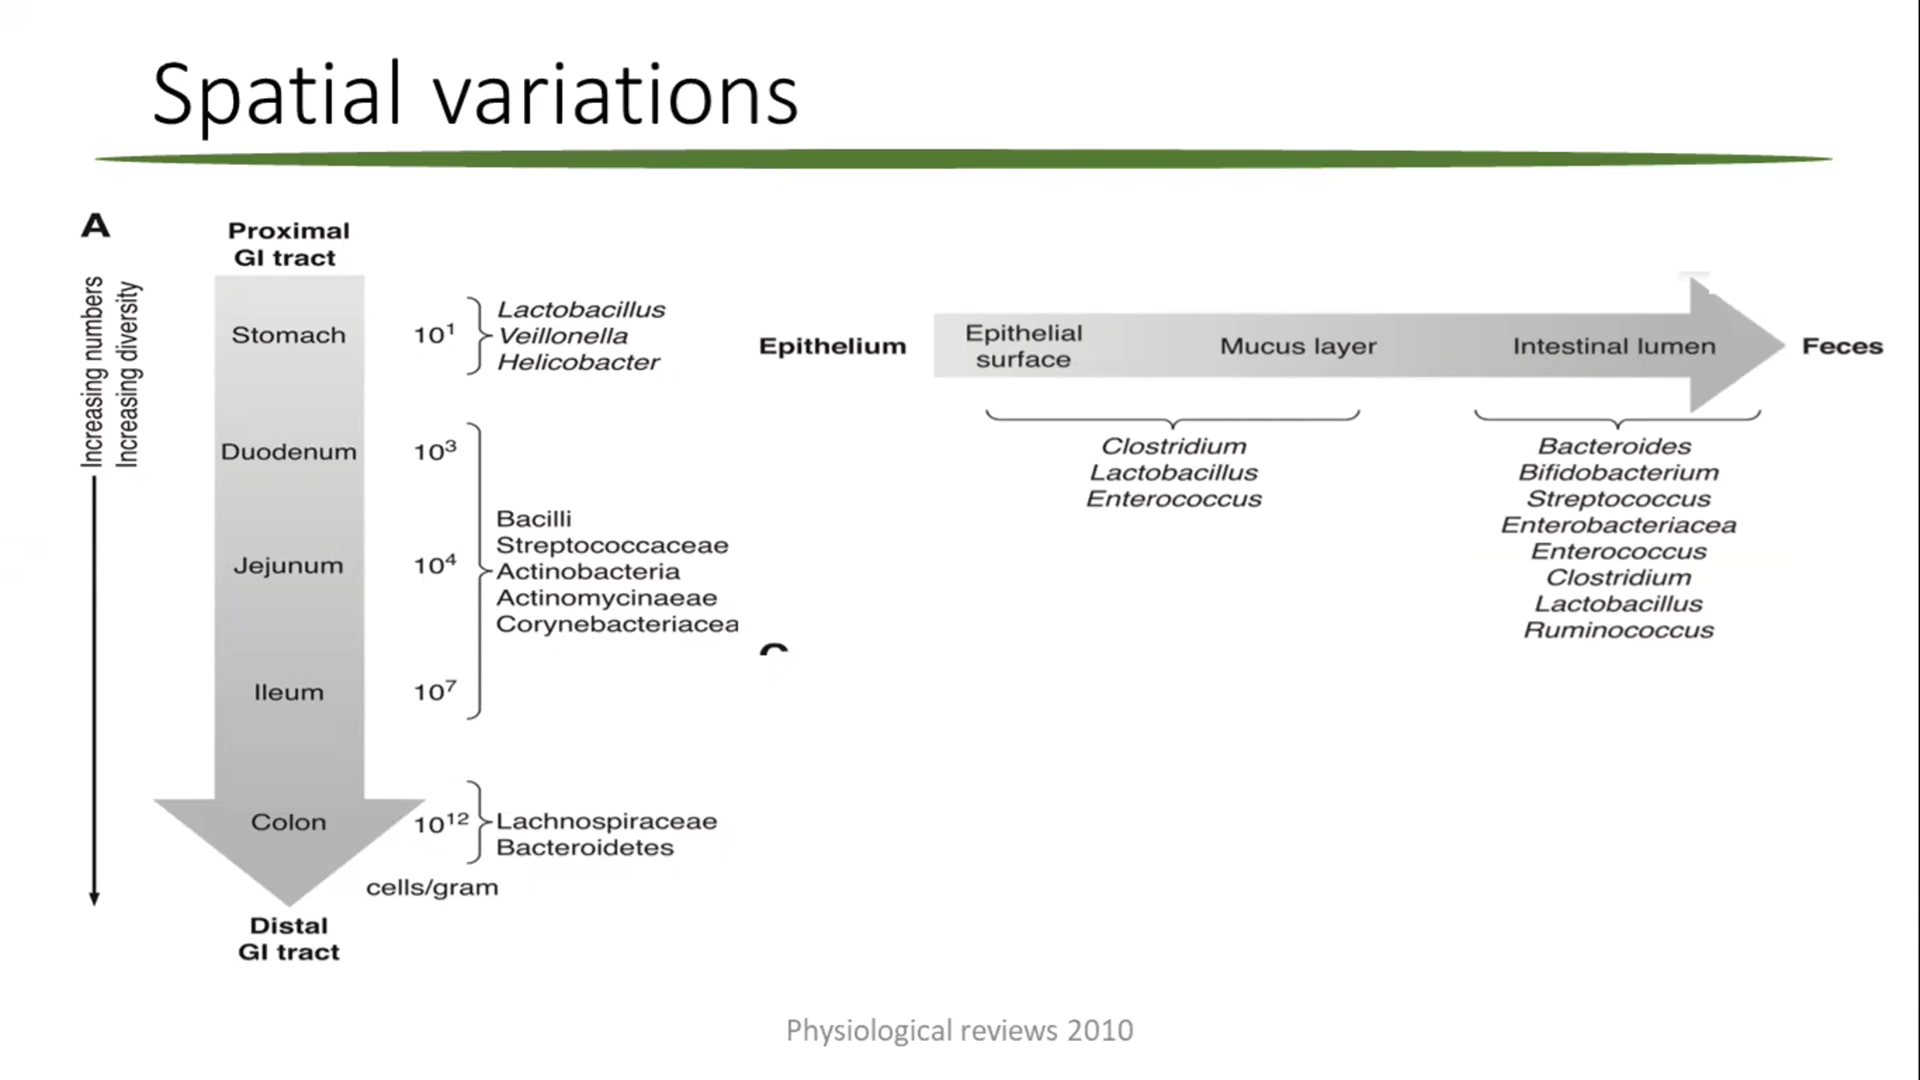 Spatial variations
A
Increasing numbers
Increasing diversity
Proximal
GI tract
Stomach
10¹
Lactobacillus
Veillonella
Helicobacter
Duodenum
10³
Jejunum
10⁴
Ileum
10⁷
Bacilli
Streptococcaceae
Actinobacteria
Actinomycinaeae
Corynebacteriacea
Colon
10¹²
Lachnospiraceae
Bacteroidetes
cells/gram
Distal
GI tract
Epithelium
Epithelial
surface
Mucus layer
Intestinal lumen
Feces
Clostridium
Lactobacillus
Enterococcus
Bacteroides
Bifidobacterium
Streptococcus
Enterobacteriacea
Enterococcus
Clostridium
Lactobacillus
Ruminococcus
Physiological reviews 2010